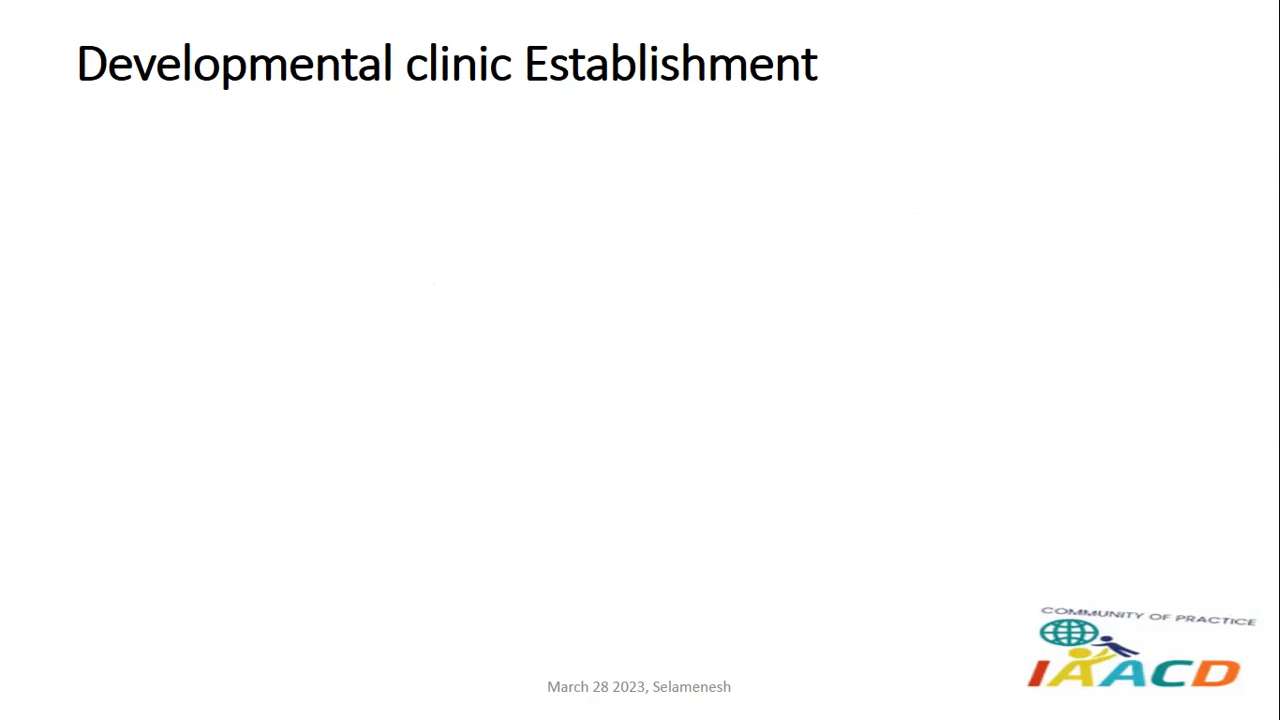 Developmental clinic Establishment
COMMUNITY OF PRACTICE
IAACD
March 28 2023, Selamenesh